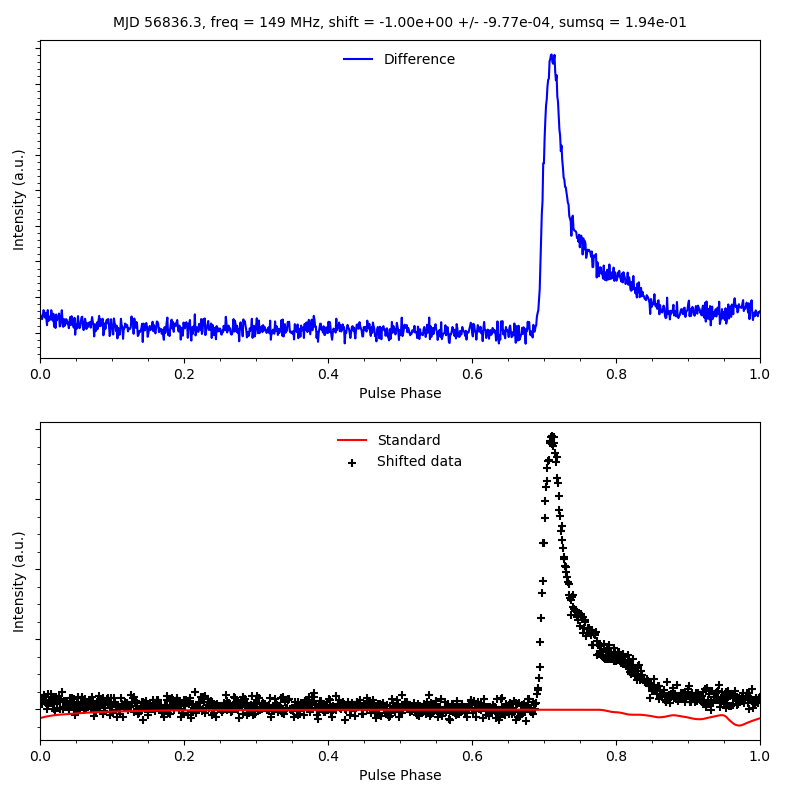 MJD 56836.3, freq = 149 MHz, shift = -1.00e+00 +/- -9.77e-04, sumsq = 1.94e-01
Difference
Intensity (a.u.)
0.0 0.2 0.4 0.6 0.8 1.0
Pulse Phase
Standard
Shifted data
Intensity (a.u.)
0.0 0.2 0.4 0.6 0.8 1.0
Pulse Phase